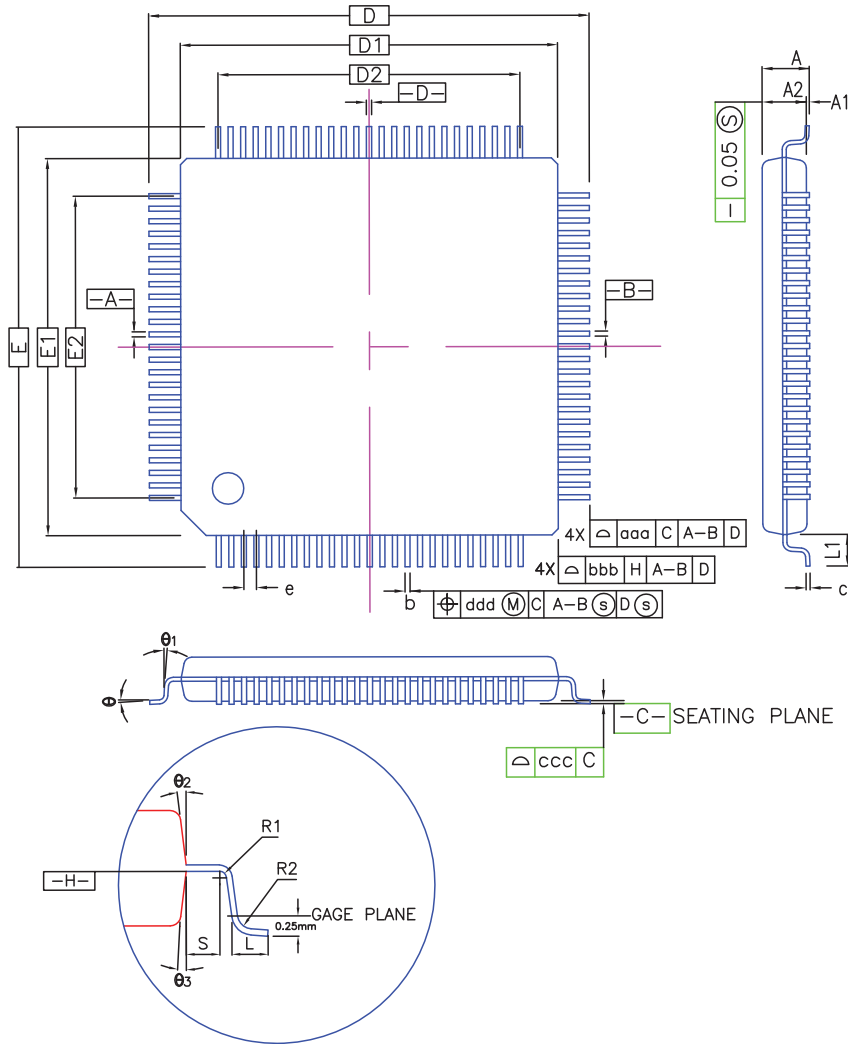 D
D1
D2
-D-
A
A2
A1
- 0.05 Ⓢ
-A-
-B-
E
E1
E2
4X D aaa C A-B D
4X D bbb H A-B D
e
b
⌖ ddd Ⓜ C A-B ⓢ D ⓢ
L1
c
θ1
θ
-C- SEATING PLANE
D ccc C
θ2
R1
R2
-H-
GAGE PLANE
0.25mm
S
L
θ3